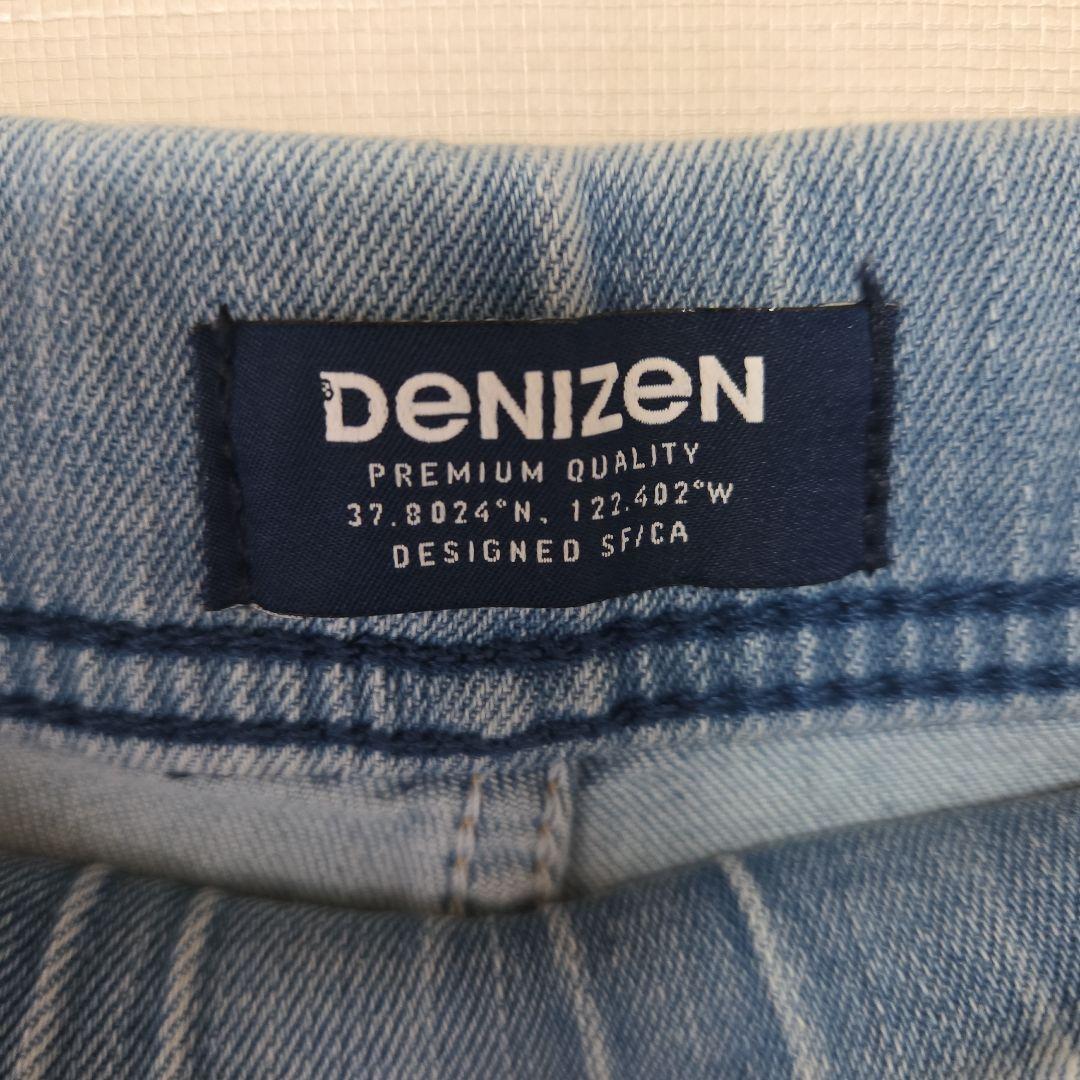 DENIZEN
PREMIUM QUALITY
37.8024°N, 122.402°W
DESIGNED SF/CA